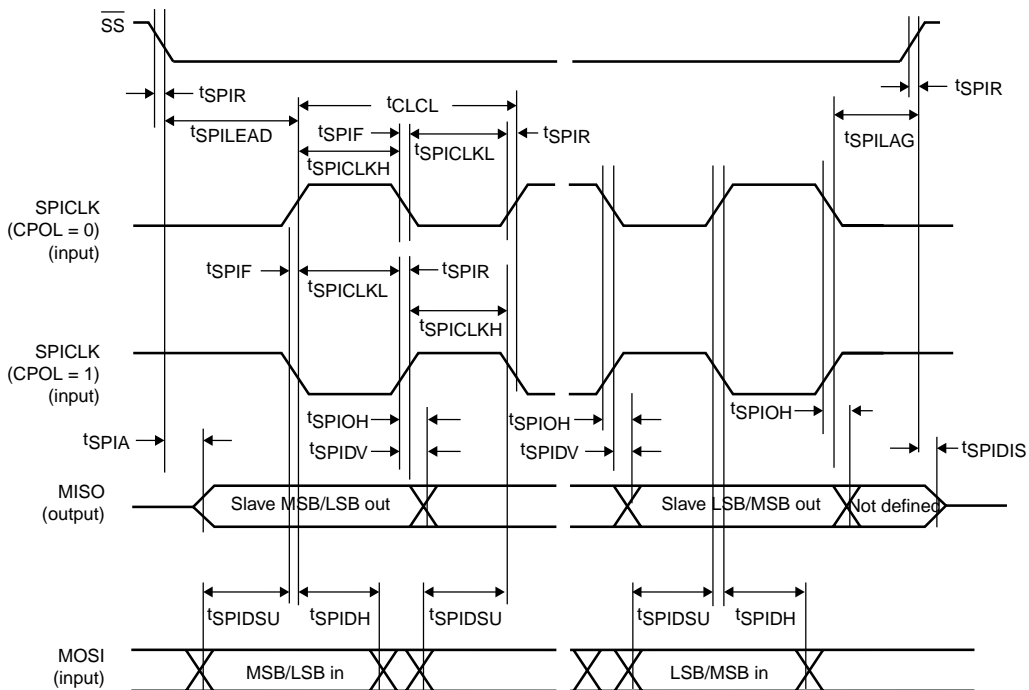 SS
tSPIR
tSPIR
tCLCL
tSPILEAD
tSPIF
tSPICLKL
tSPIR
tSPILAG
tSPICLKH
SPICLK
(CPOL = 0)
(input)
tSPIF
tSPIR
tSPICLKL
tSPICLKH
SPICLK
(CPOL = 1)
(input)
tSPIOH
tSPIOH
tSPIOH
tSPIA
tSPIDV
tSPIDV
tSPIDIS
MISO
(output)
Slave MSB/LSB out
Slave LSB/MSB out
Not defined
tSPIDSU
tSPIDH
tSPIDSU
tSPIDSU
tSPIDH
MOSI
(input)
MSB/LSB in
LSB/MSB in